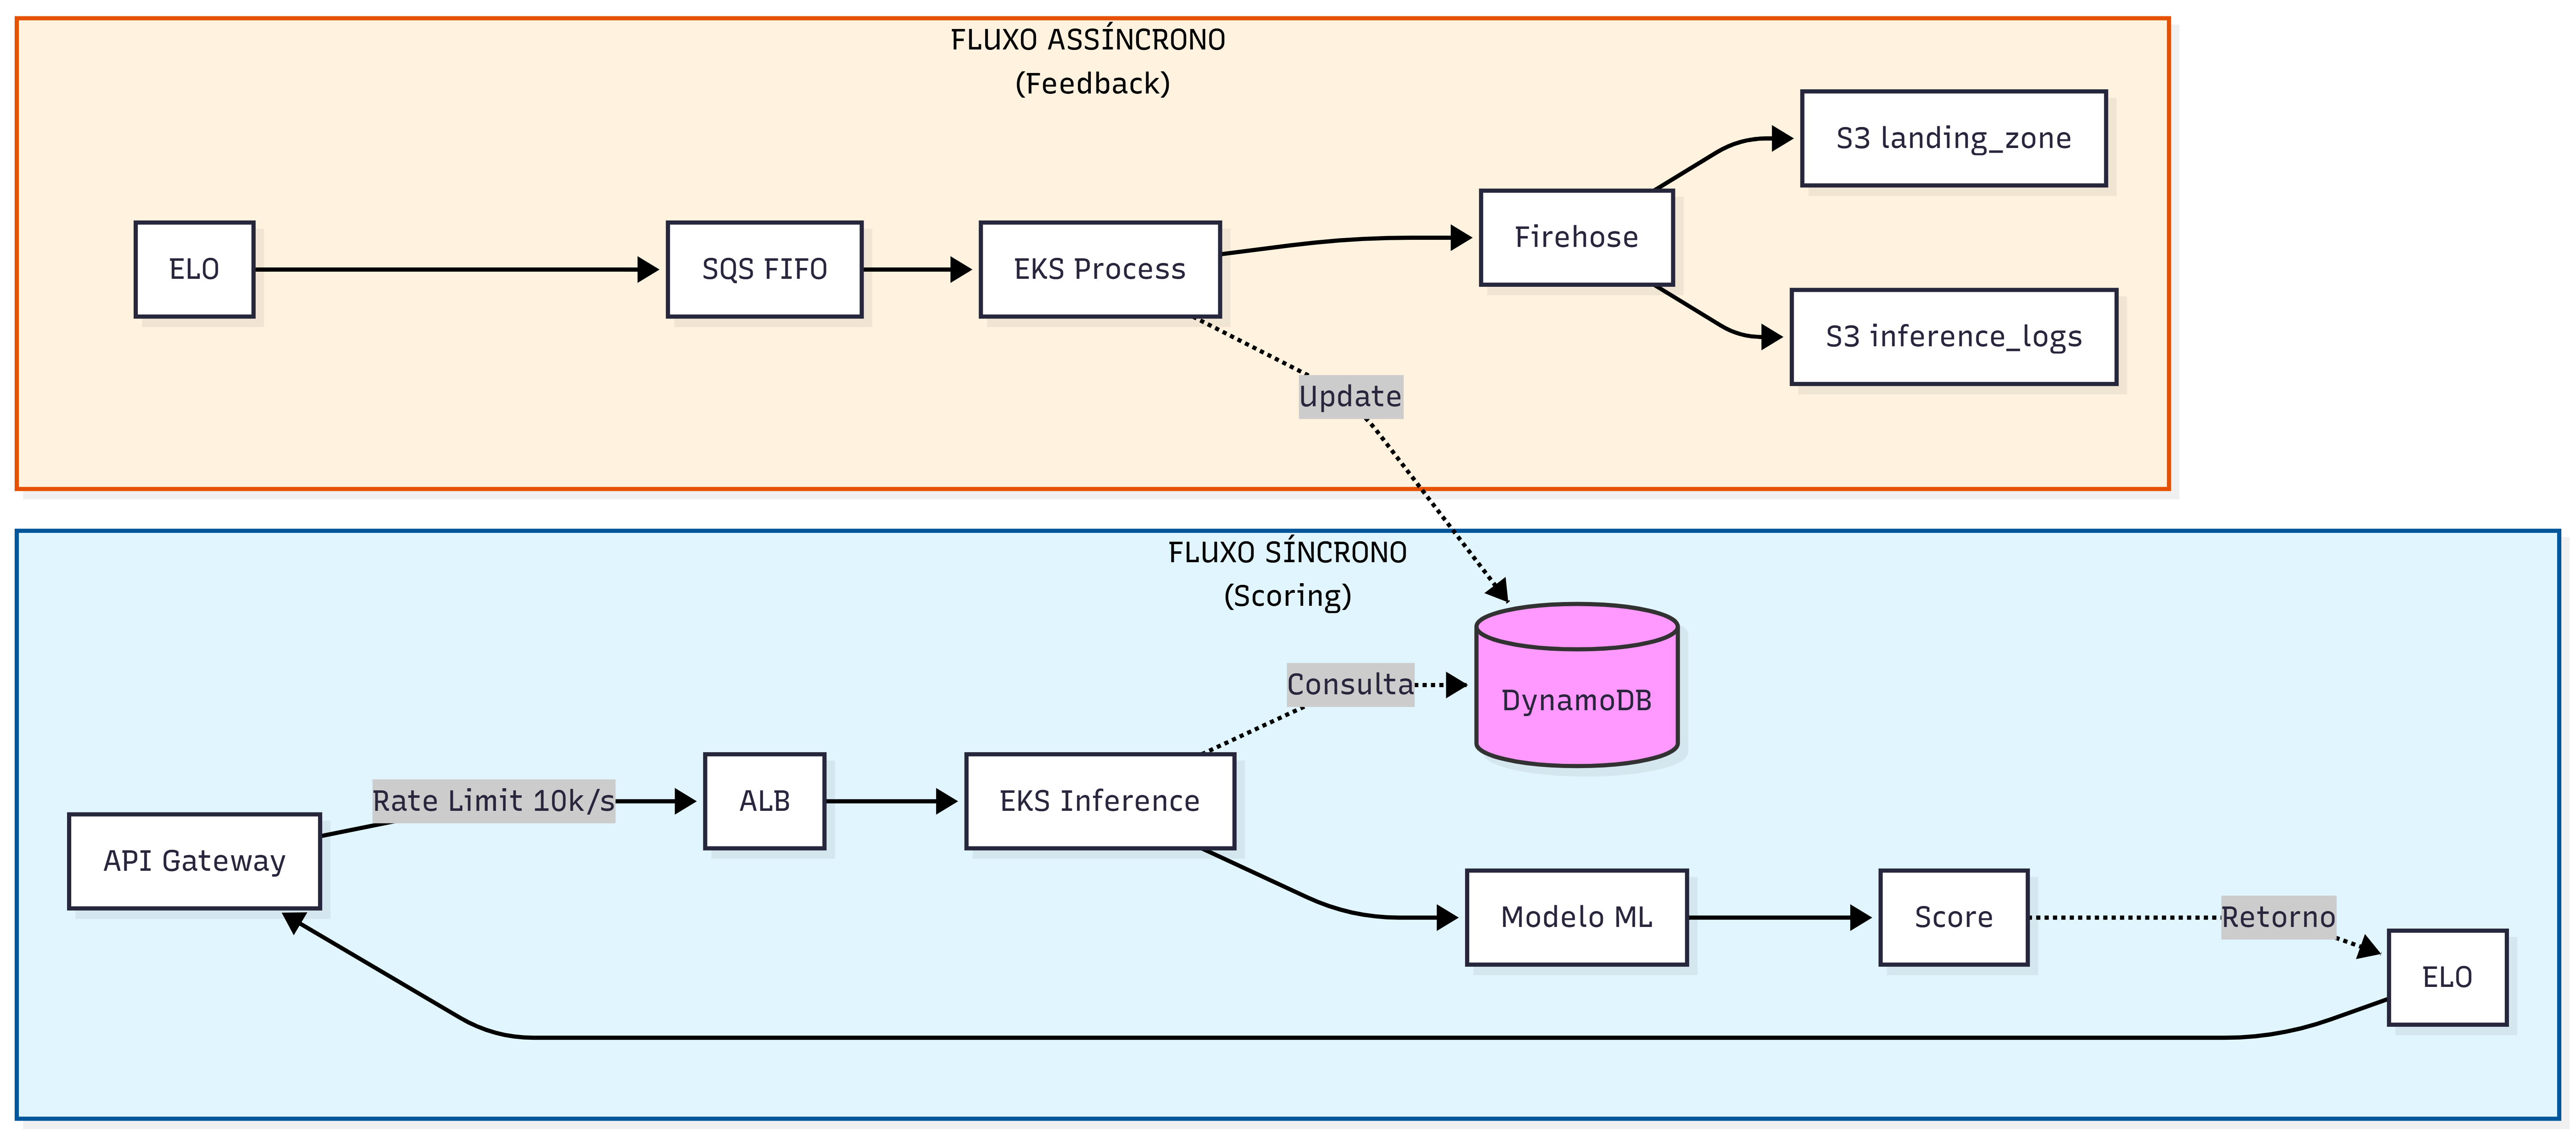 FLUXO ASSÍNCRONO
(Feedback)
ELO
SQS FIFO
EKS Process
Firehose
S3 landing_zone
S3 inference_logs
Update
FLUXO SÍNCRONO
(Scoring)
Consulta
DynamoDB
API Gateway
Rate Limit 10k/s
ALB
EKS Inference
Modelo ML
Score
Retorno
ELO